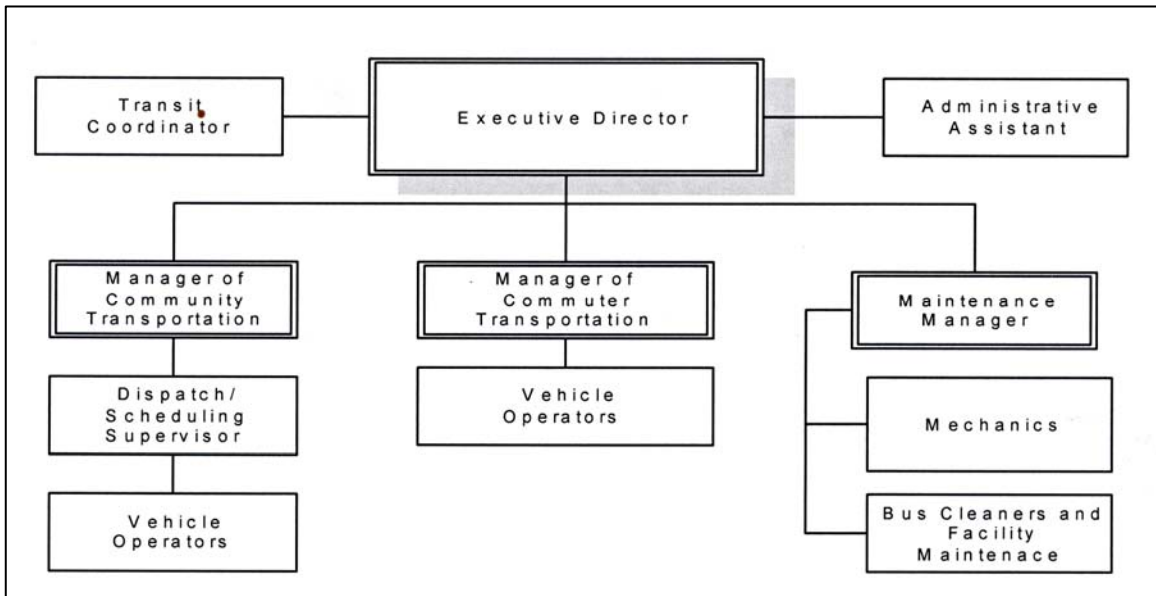 Transit
Coordinator
Executive Director
Administrative
Assistant
Manager of
Community
Transportation
Manager of
Commuter
Transportation
Maintenance
Manager
Dispatch/
Scheduling
Supervisor
Vehicle
Operators
Mechanics
Vehicle
Operators
Bus Cleaners and
Facility
Maintenace